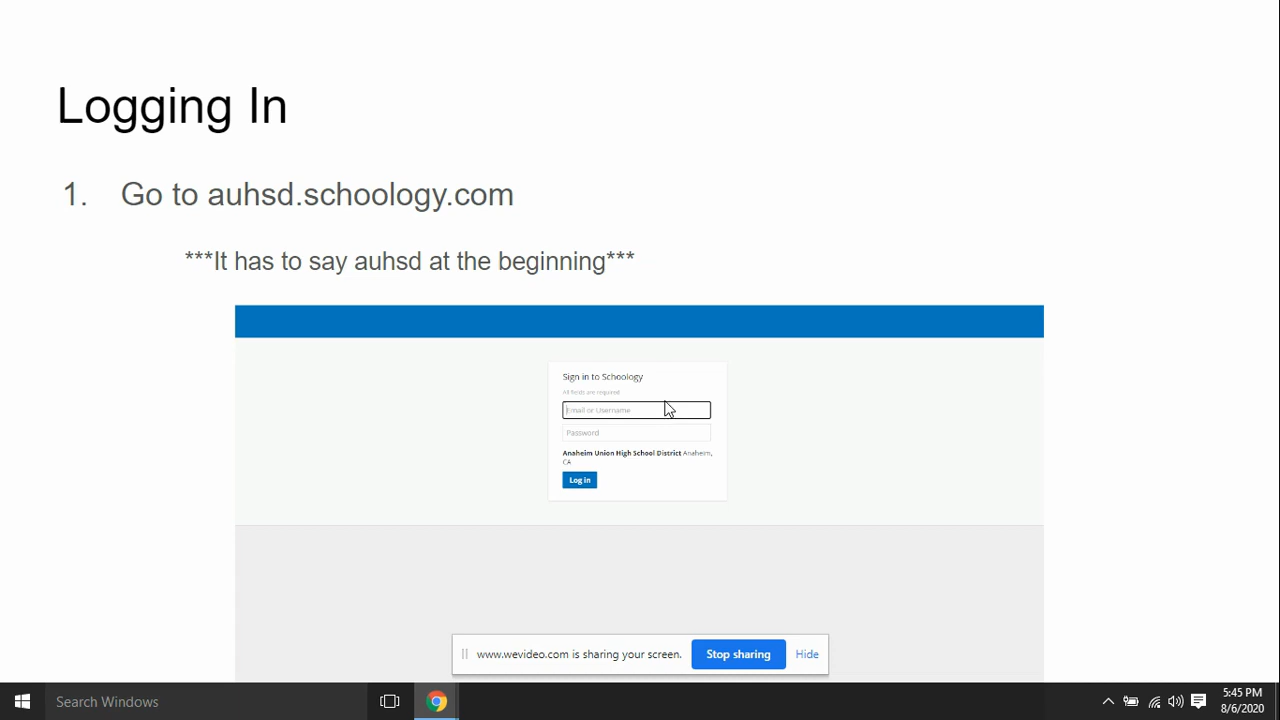 Logging In
1. Go to auhsd.schoology.com
***It has to say auhsd at the beginning***
Sign in to Schoology
All fields are required
Email or Username
Password
Anaheim Union High School District Anaheim,
CA
Log in
www.wevideo.com is sharing your screen.
Stop sharing
Hide
Search Windows
5:45 PM
8/6/2020